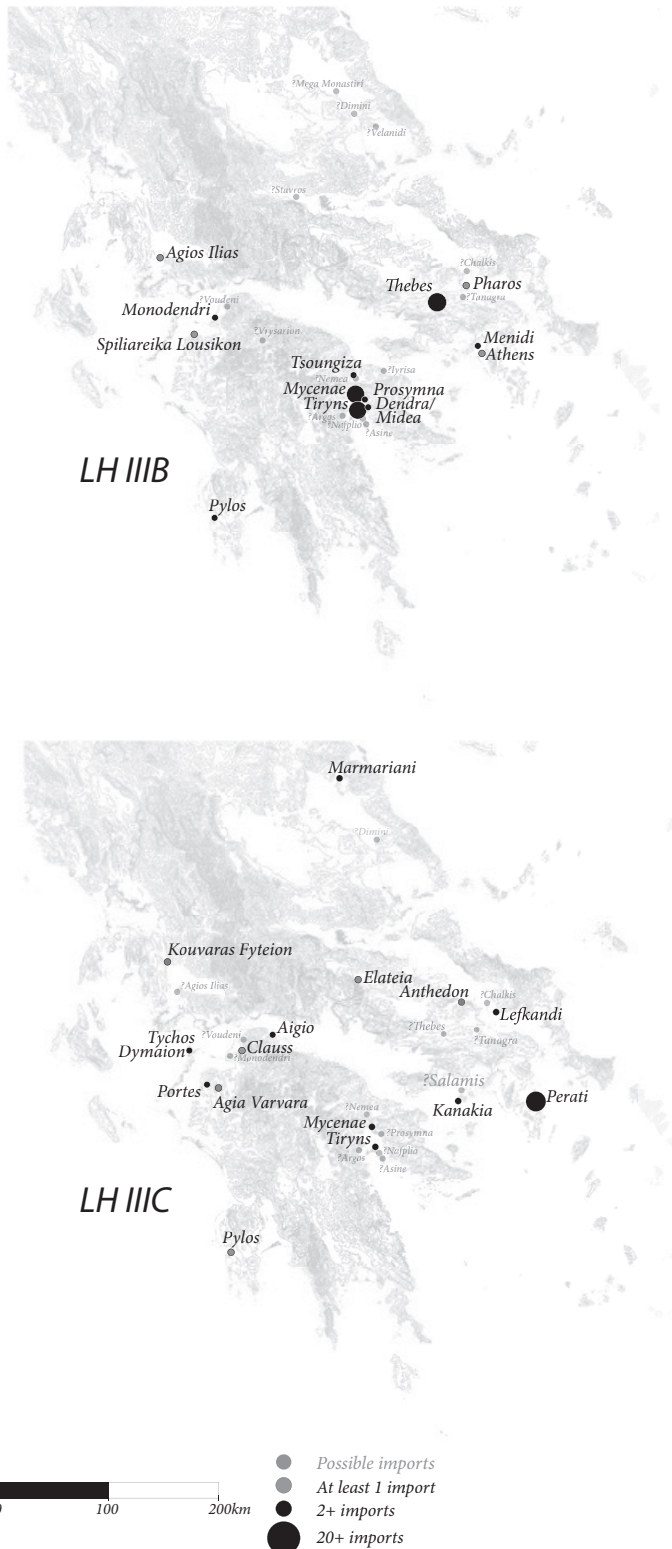 ?Mega Monastiri
?Dimini
?Velanidi
?Stavros
Agios Ilias
?Chalkis
Thebes
Pharos
?Voudeni
?Tanagra
Monodendri
?Vrysarion
Menidi
Spiliareika Lousikon
Athens
Tsoungiza
?Nemea
Mycenae
Prosymna
Tiryns
Dendra/
Midea
?Argos
?Nafplio
?Asine
LH IIIB
Pylos
Marmariani
?Dimini
Kouvaras Fyteion
Elateia
?Agios Ilias
Anthedon
?Chalkis
Lefkandi
Aigio
?Thebes
Tychos
Dymaion
?Voudeni
Clauss
?Tanagra
?Monodendri
?Salamis
Portes
Agia Varvara
Kanakia
Perati
?Nemea
Mycenae
?Prosymna
Tiryns
?Nafplio
?Argos
?Asine
LH IIIC
Pylos
Possible imports
At least 1 import
2+ imports
20+ imports
0 100 200km